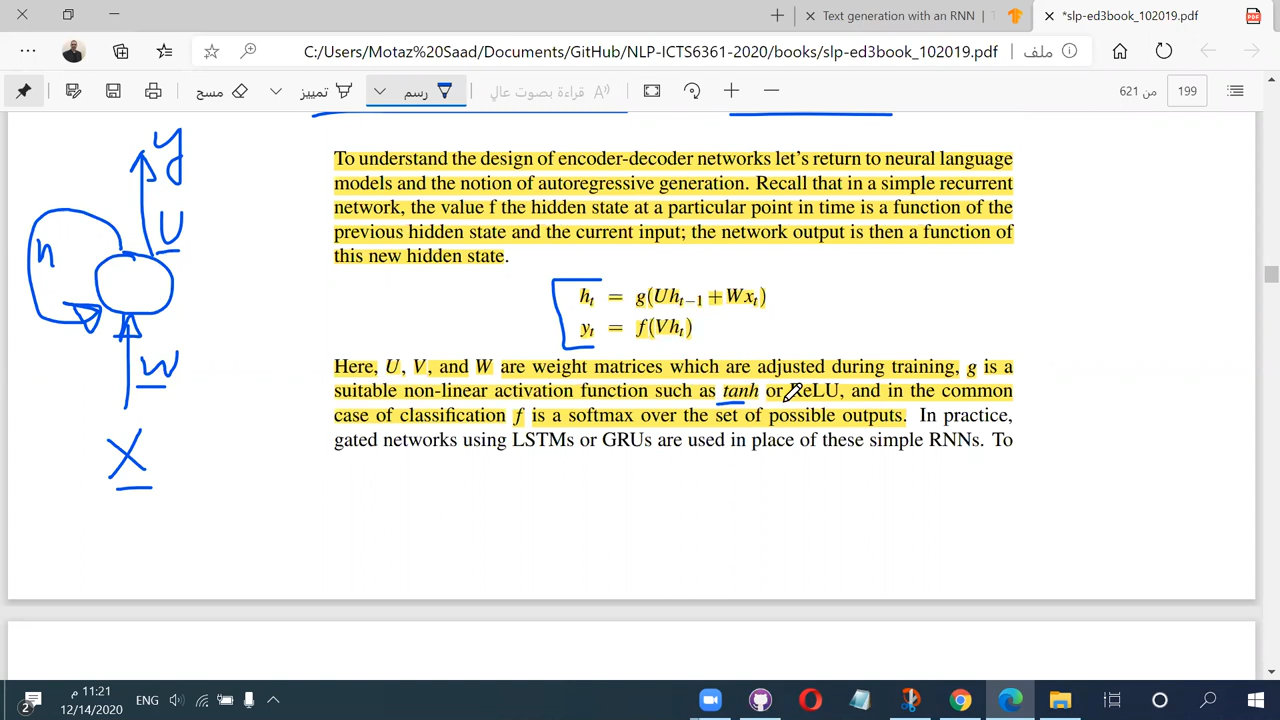 Text generation with an RNN | T
*slp-ed3book_102019.pdf
C:/Users/Motaz%20Saad/Documents/GitHub/NLP-ICTS6361-2020/books/slp-ed3book_102019.pdf
ملف
مسح
تمييز
رسم
قراءة بصوت عالٍ
621 من
199
To understand the design of encoder-decoder networks let's return to neural language
models and the notion of autoregressive generation. Recall that in a simple recurrent
network, the value f the hidden state at a particular point in time is a function of the
previous hidden state and the current input; the network output is then a function of
this new hidden state.
hₜ = g(Uhₜ₋₁ + Wxₜ)
yₜ = f(Vhₜ)
Here, U, V, and W are weight matrices which are adjusted during training, g is a
suitable non-linear activation function such as tanh or ReLU, and in the common
case of classification f is a softmax over the set of possible outputs. In practice,
gated networks using LSTMs or GRUs are used in place of these simple RNNs. To
y
U
h
W
X
2
11:21 م
12/14/2020
ENG